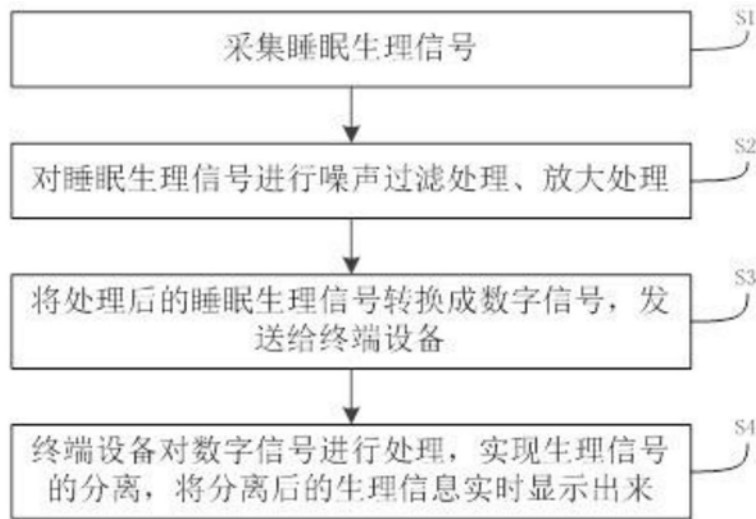 S1
采集睡眠生理信号
S2
对睡眠生理信号进行噪声过滤处理、放大处理
S3
将处理后的睡眠生理信号转换成数字信号，发
送给终端设备
S4
终端设备对数字信号进行处理，实现生理信号
的分离，将分离后的生理信息实时显示出来